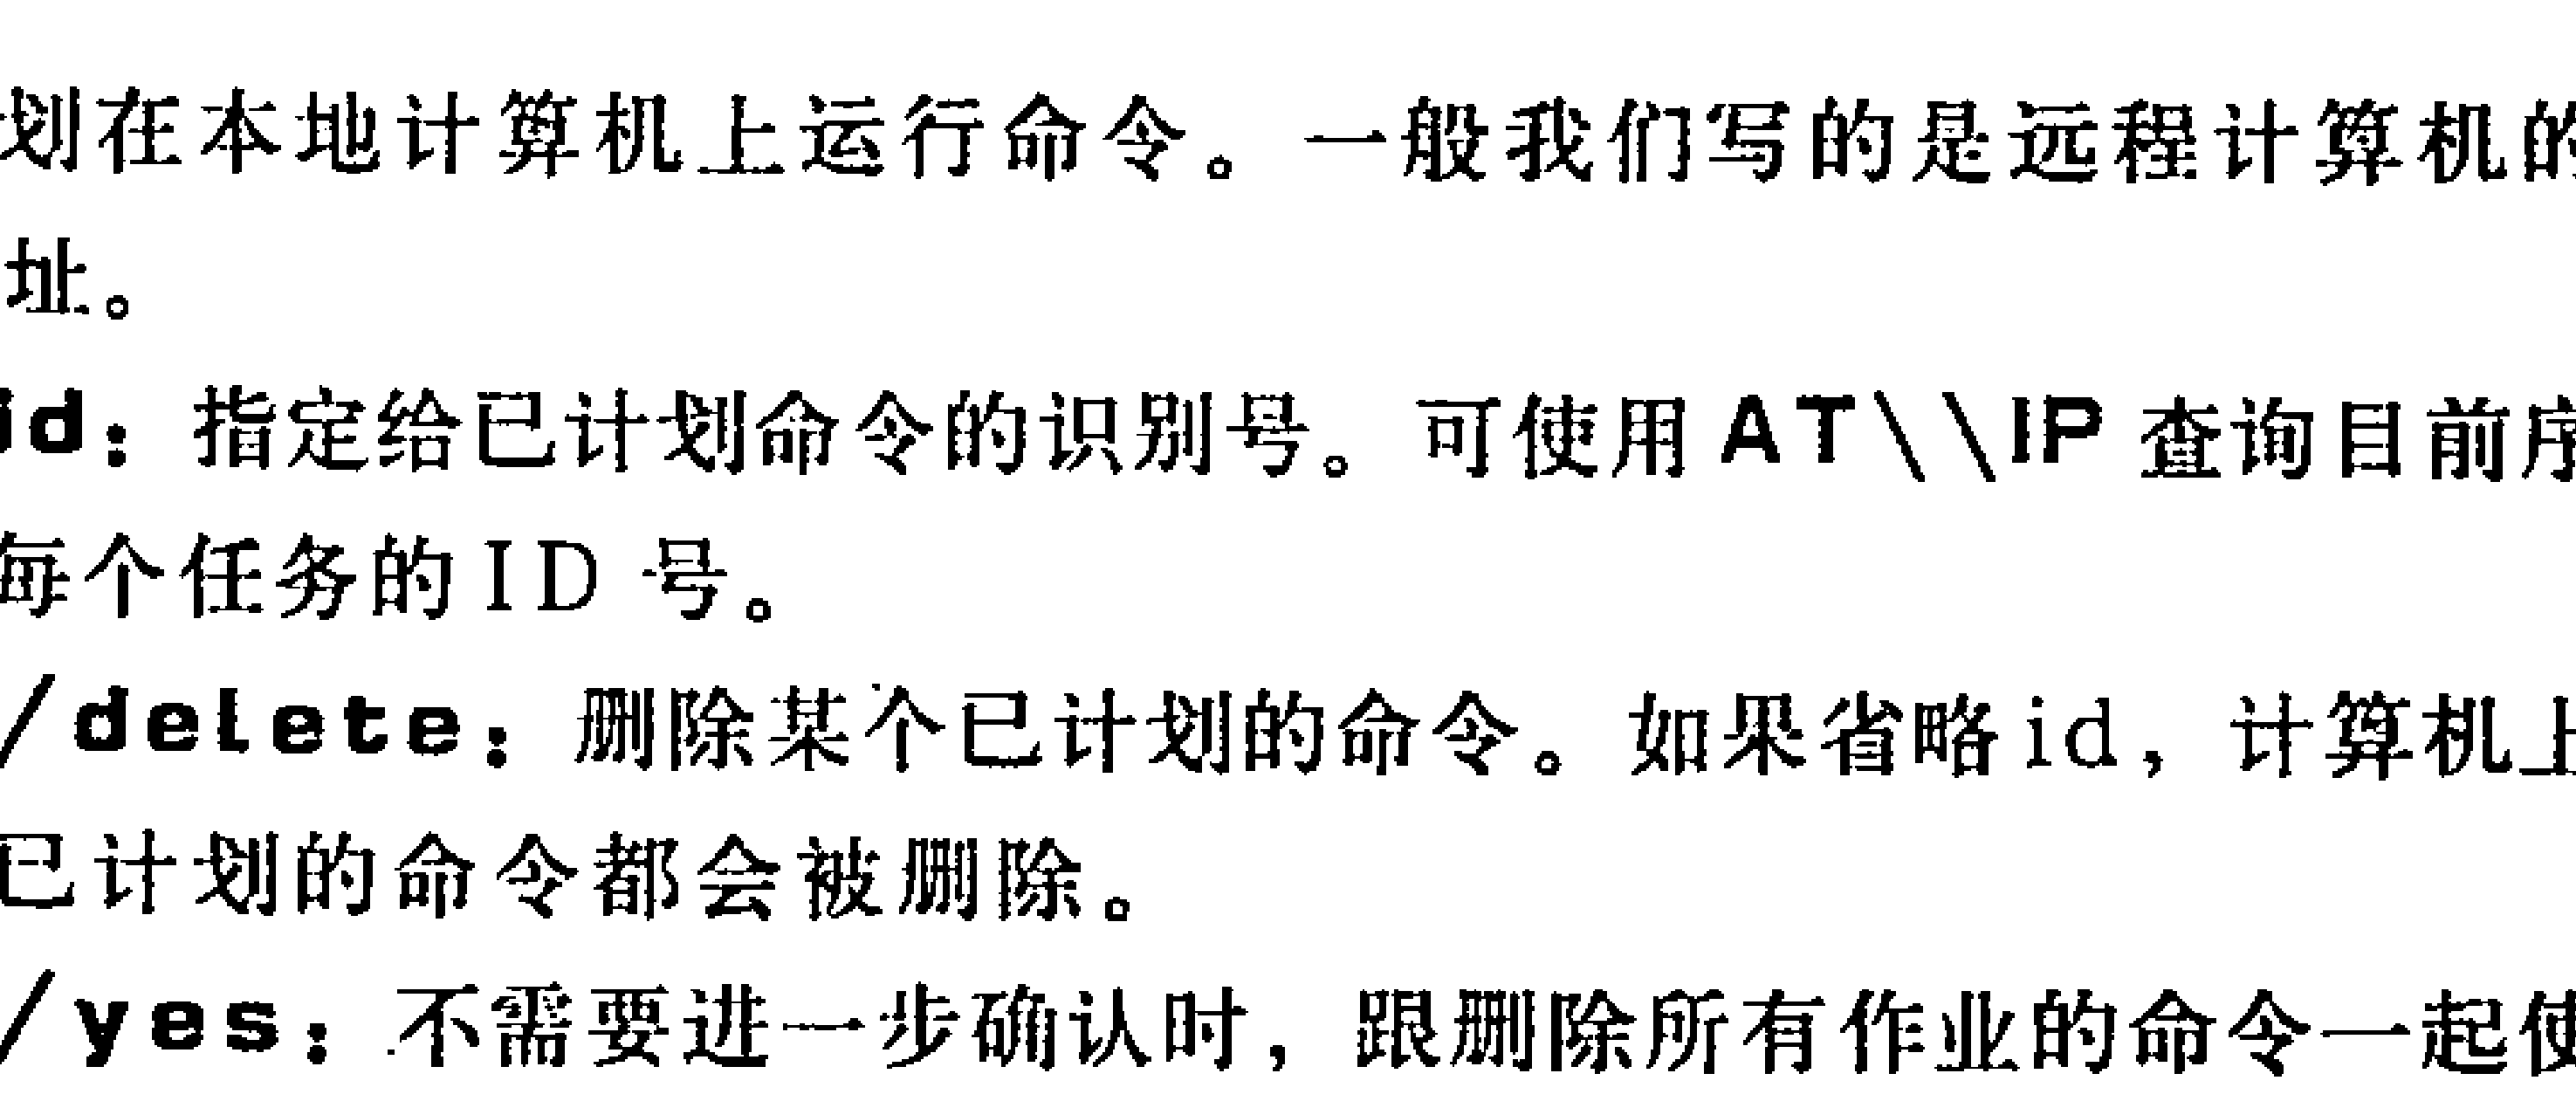 划在本地计算机上运行命令。一般我们写的是远程计算机的
址。
id：指定给已计划命令的识别号。可使用 AT\\IP 查询目前序
每个任务的ID 号。
/delete：删除某个已计划的命令。如果省略id，计算机上
已计划的命令都会被删除。
/yes：不需要进一步确认时，跟删除所有作业的命令一起使